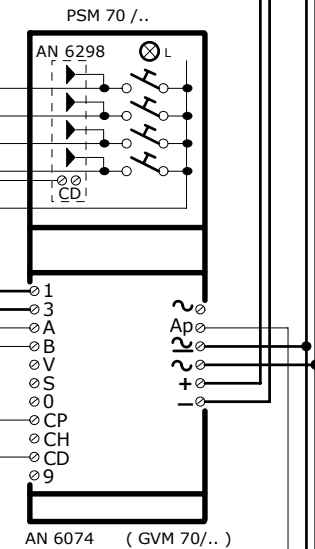 PSM 70 /..
AN 6298
L
CD
1
3
A
Ap
B
V
S
+
0
–
CP
CH
CD
9
AN 6074 ( GVM 70/.. )